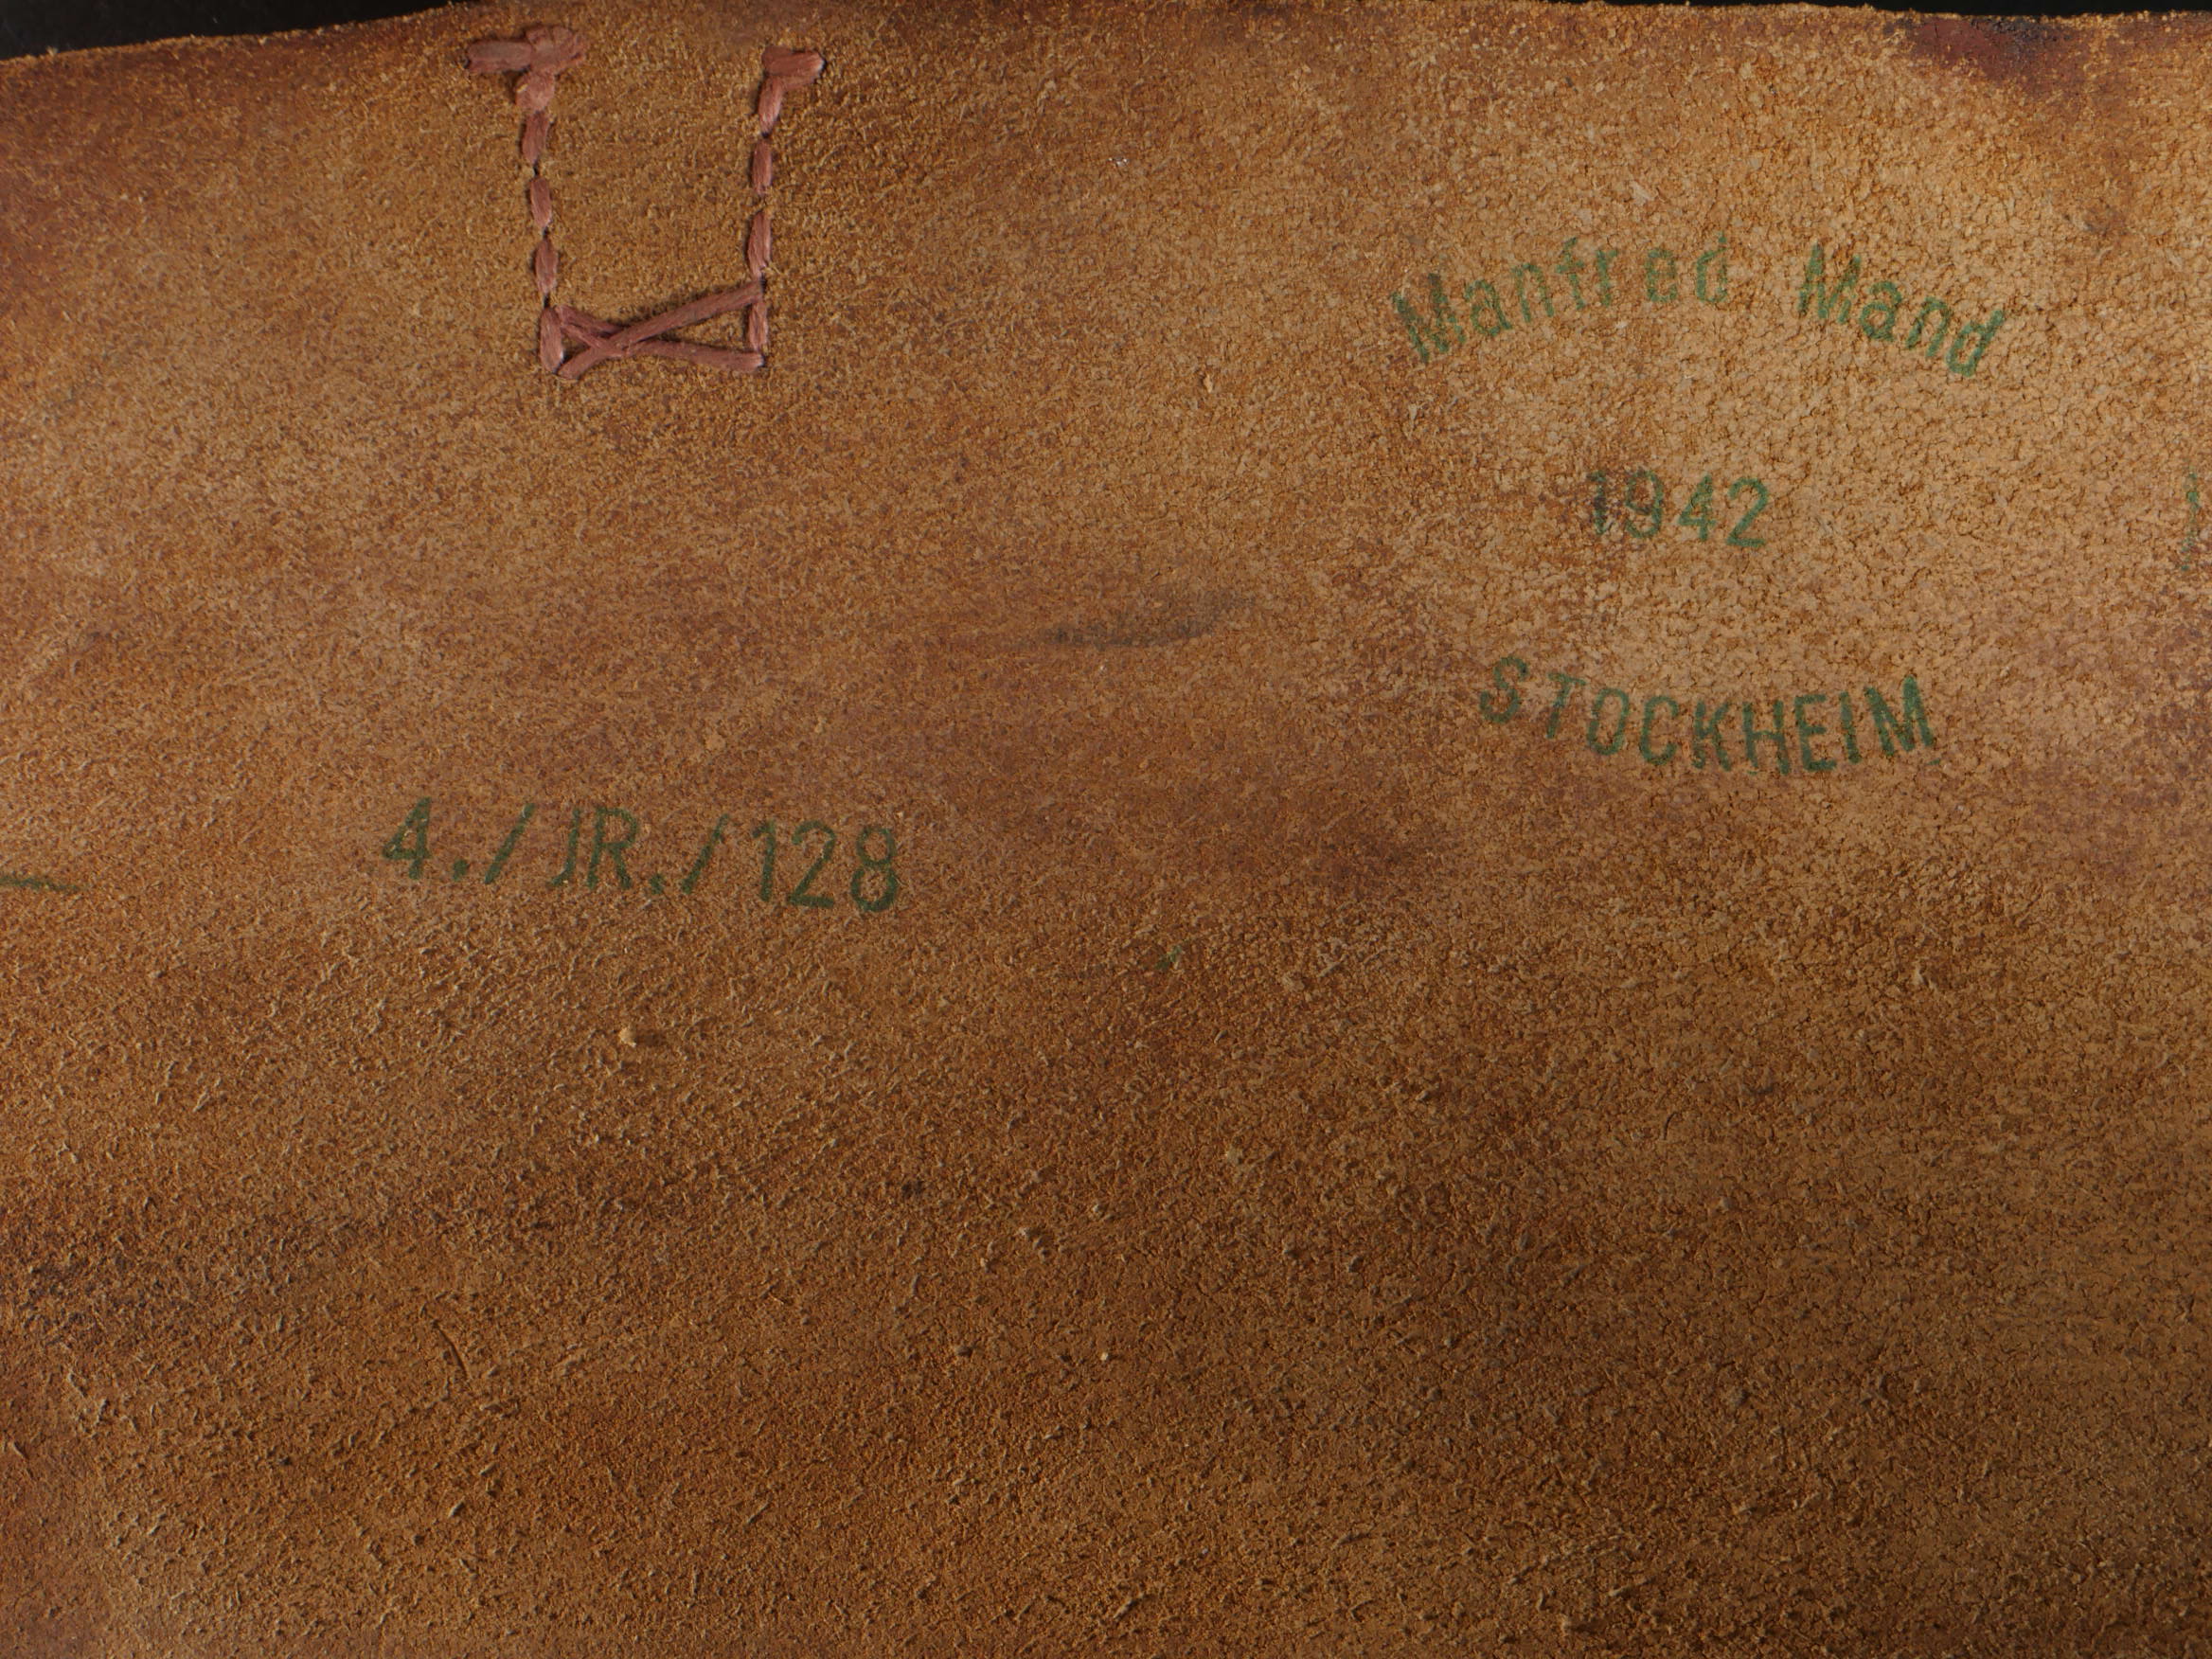 Manfred Mand
1942
STOCKHEIM
4./JR./128